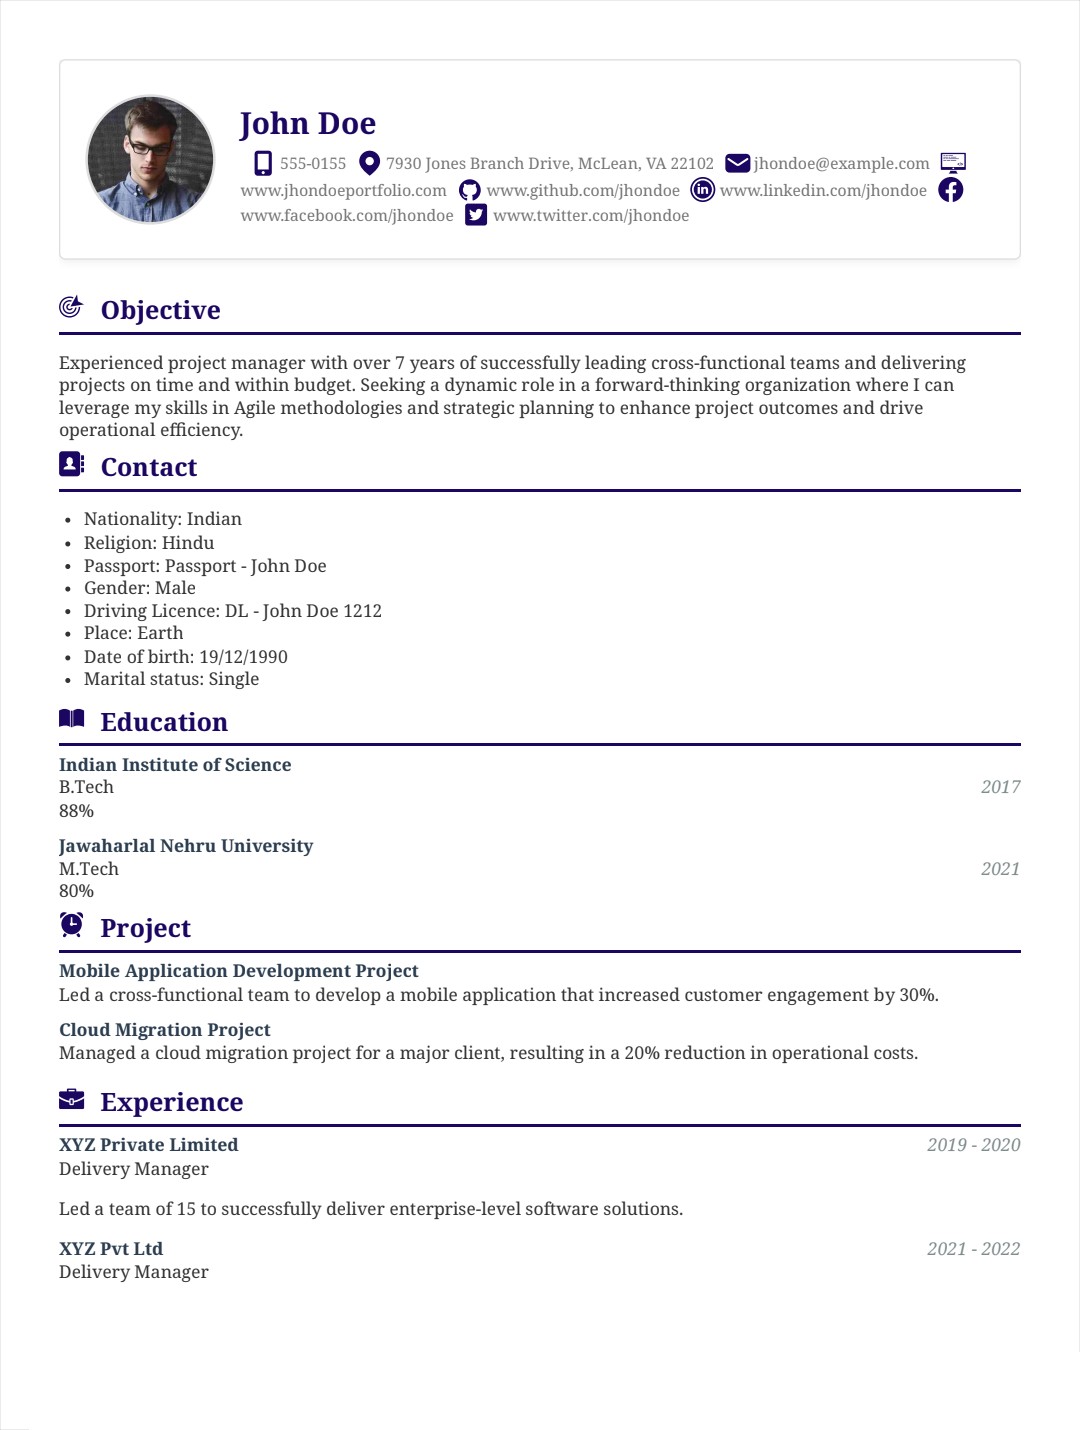 John Doe
555-0155 7930 Jones Branch Drive, McLean, VA 22102 jhondoe@example.com
www.jhondoeportfolio.com www.github.com/jhondoe www.linkedin.com/jhondoe
www.facebook.com/jhondoe www.twitter.com/jhondoe
Objective
Experienced project manager with over 7 years of successfully leading cross-functional teams and delivering
projects on time and within budget. Seeking a dynamic role in a forward-thinking organization where I can
leverage my skills in Agile methodologies and strategic planning to enhance project outcomes and drive
operational efficiency.
Contact
• Nationality: Indian
• Religion: Hindu
• Passport: Passport - John Doe
• Gender: Male
• Driving Licence: DL - John Doe 1212
• Place: Earth
• Date of birth: 19/12/1990
• Marital status: Single
Education
Indian Institute of Science
B.Tech 2017
88%
Jawaharlal Nehru University
M.Tech 2021
80%
Project
Mobile Application Development Project
Led a cross-functional team to develop a mobile application that increased customer engagement by 30%.
Cloud Migration Project
Managed a cloud migration project for a major client, resulting in a 20% reduction in operational costs.
Experience
XYZ Private Limited 2019 - 2020
Delivery Manager
Led a team of 15 to successfully deliver enterprise-level software solutions.
XYZ Pvt Ltd 2021 - 2022
Delivery Manager